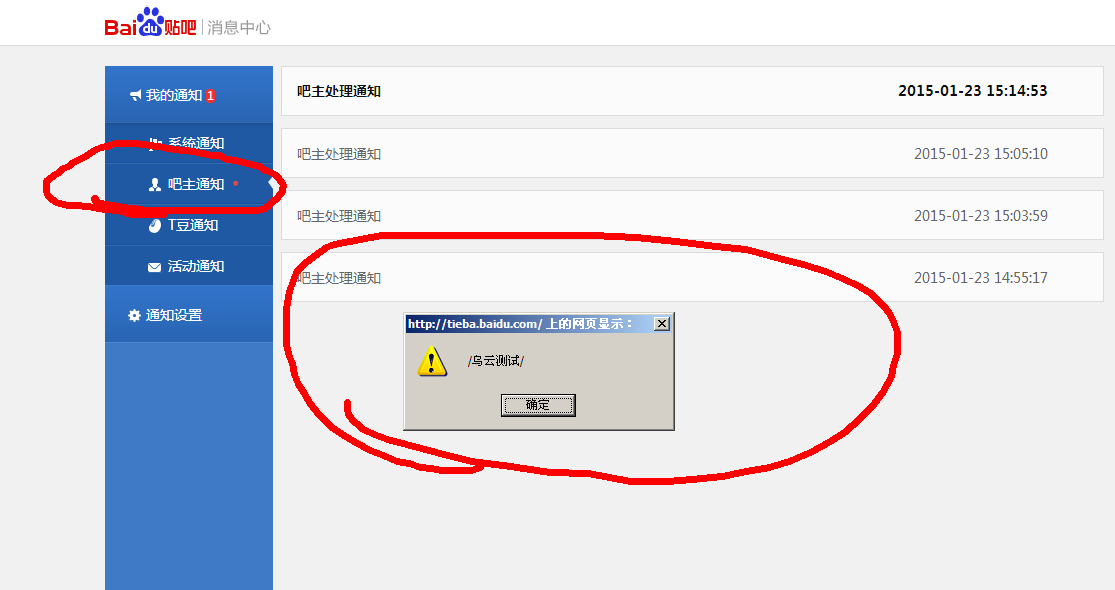 Baidu贴吧 消息中心
我的通知 1
系统通知
吧主通知
T豆通知
活动通知
通知设置
吧主处理通知 2015-01-23 15:14:53
吧主处理通知 2015-01-23 15:05:10
吧主处理通知 2015-01-23 15:03:59
吧主处理通知 2015-01-23 14:55:17
http://tieba.baidu.com/ 上的网页显示：
/乌云测试/
确定